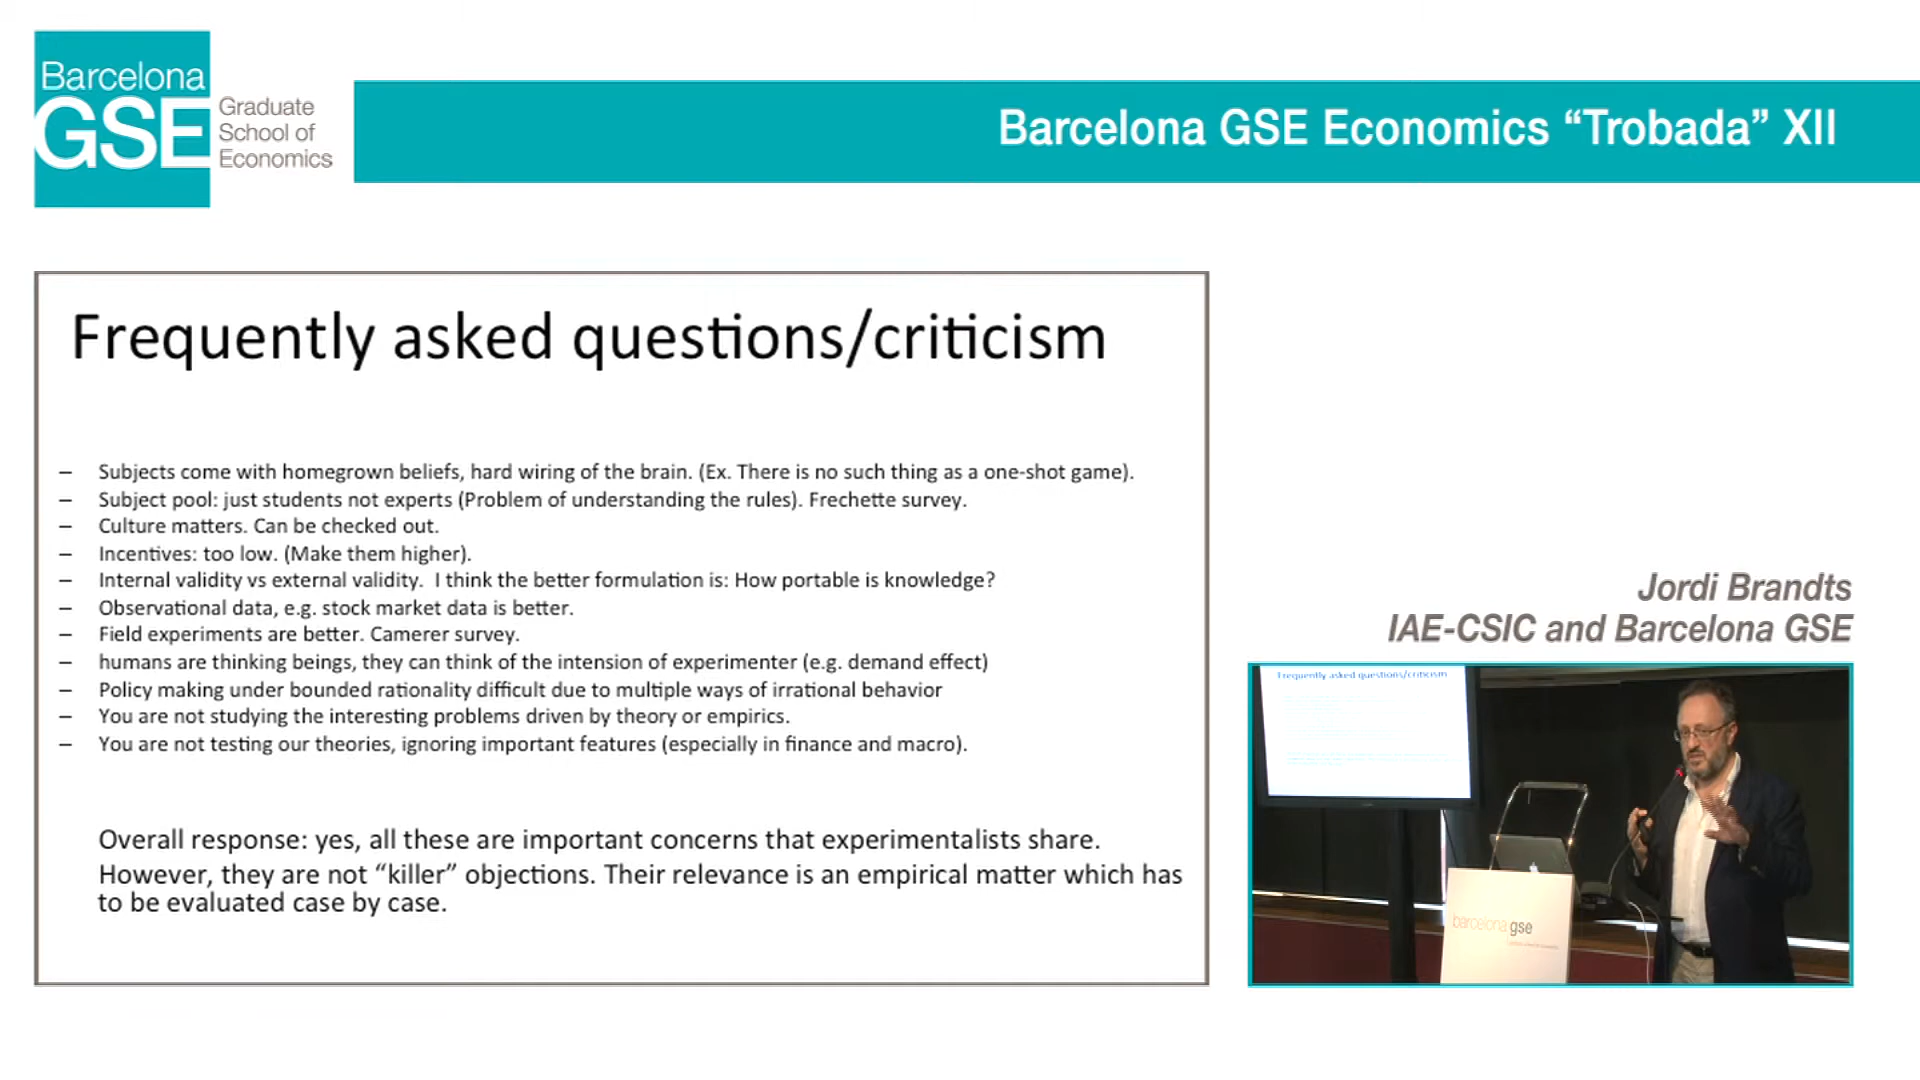 Barcelona
GSE
Graduate
School of
Economics
Barcelona GSE Economics “Trobada” XII
Frequently asked questions/criticism
– Subjects come with homegrown beliefs, hard wiring of the brain. (Ex. There is no such thing as a one-shot game).
– Subject pool: just students not experts (Problem of understanding the rules). Frechette survey.
– Culture matters. Can be checked out.
– Incentives: too low. (Make them higher).
– Internal validity vs external validity.  I think the better formulation is: How portable is knowledge?
– Observational data, e.g. stock market data is better.
– Field experiments are better. Camerer survey.
– humans are thinking beings, they can think of the intension of experimenter (e.g. demand effect)
– Policy making under bounded rationality difficult due to multiple ways of irrational behavior
– You are not studying the interesting problems driven by theory or empirics.
– You are not testing our theories, ignoring important features (especially in finance and macro).
Overall response: yes, all these are important concerns that experimentalists share.
However, they are not “killer” objections. Their relevance is an empirical matter which has
to be evaluated case by case.
Jordi Brandts
IAE-CSIC and Barcelona GSE
Frequently asked questions/criticism
barcelona gse